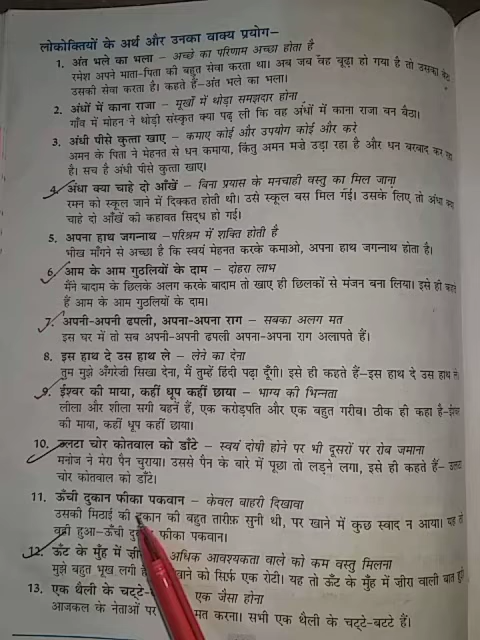 लोकोक्तियों के अर्थ और उनका वाक्य प्रयोग–
1. अंत भले का भला – अच्छे का परिणाम अच्छा होता है
रमेश अपने माता-पिता की बहुत सेवा करता था। अब जब वह बूढ़ा हो गया है तो उसका बेटा
उसकी सेवा करता है। कहते हैं–अंत भले का भला।
2. अंधों में काना राजा – मूर्खों में थोड़ा समझदार होना
गाँव में मोहन ने थोड़ी संस्कृत क्या पढ़ ली कि वह अंधों में काना राजा बन बैठा।
3. अंधी पीसे कुत्ता खाए – कमाए कोई और उपयोग कोई और करे
अमन के पिता ने मेहनत से धन कमाया, किंतु अमन मज़े उड़ा रहा है और धन बरबाद कर रहा
है। सच है अंधी पीसे कुत्ता खाए।
4. अंधा क्या चाहे दो आँखें – बिना प्रयास के मनचाही वस्तु का मिल जाना
रमन को स्कूल जाने में दिक्कत होती थी। उसे स्कूल बस मिल गई। उसके लिए तो अंधा क्या
चाहे दो आँखें की कहावत सिद्ध हो गई।
5. अपना हाथ जगन्नाथ – परिश्रम में शक्ति होती है
भीख माँगने से अच्छा है कि स्वयं मेहनत करके कमाओ, अपना हाथ जगन्नाथ होता है।
6. आम के आम गुठलियों के दाम – दोहरा लाभ
मैंने बादाम के छिलके अलग करके बादाम तो खाए ही छिलकों से मंजन बना लिया। इसे ही कहते
हैं आम के आम गुठलियों के दाम।
7. अपनी-अपनी ढपली, अपना-अपना राग – सबका अलग मत
इस घर में तो सब अपनी-अपनी ढपली अपना-अपना राग अलापते हैं।
8. इस हाथ दे उस हाथ ले – लेने का देना
तुम मुझे अँगरेज़ी सिखा देना, मैं तुम्हें हिंदी पढ़ा दूँगी। इसे ही कहते हैं–इस हाथ दे उस हाथ ले।
9. ईश्वर की माया, कहीं धूप कहीं छाया – भाग्य की भिन्नता
लीला और शीला सगी बहनें हैं, एक करोड़पति और एक बहुत गरीब। ठीक ही कहा है–ईश्वर
की माया, कहीं धूप कहीं छाया।
10. उलटा चोर कोतवाल को डाँटे – स्वयं दोषी होने पर भी दूसरों पर रोब जमाना
मनोज ने मेरा पैन चुराया। उससे पैन के बारे में पूछा तो लड़ने लगा, इसे ही कहते हैं– उलटा
चोर कोतवाल को डाँटे।
11. ऊँची दुकान फीका पकवान – केवल बाहरी दिखावा
उसकी मिठाई की दुकान की बहुत तारीफ़ सुनी थी, पर खाने में कुछ स्वाद न आया। यह तो
वही हुआ–ऊँची फीका पकवान।
12. ऊँट के मुँह में ज़ीरा अधिक आवश्यकता वाले को कम वस्तु मिलना
मुझे बहुत भूख लगी को सिर्फ़ एक रोटी। यह तो ऊँट के मुँह में ज़ीरा वाली बात हुई
13. एक थैली के चट्टे- एक जैसा होना
आजकल के नेताओं पर मत करना। सभी एक थैली के चट्टे-बट्टे हैं।